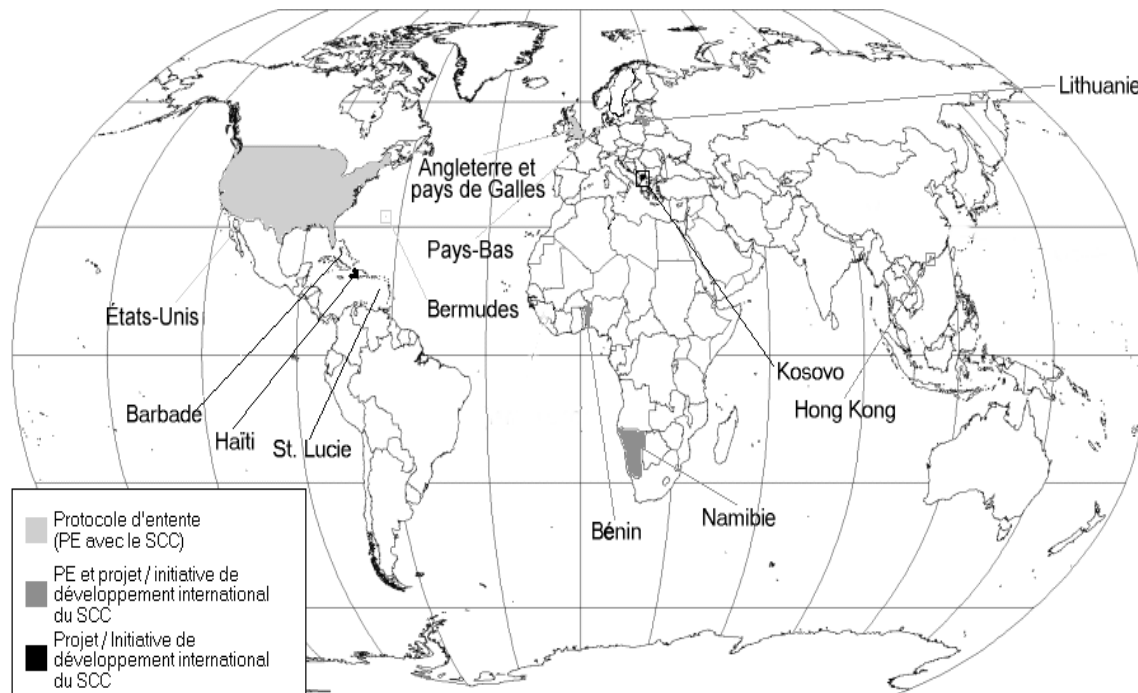 Lithuanie
Angleterre et
pays de Galles
Pays-Bas
États-Unis
Bermudes
Kosovo
Hong Kong
Barbade
Haïti
St. Lucie
Bénin
Namibie
Protocole d'entente
(PE avec le SCC)
PE et projet / initiative de
développement international
du SCC
Projet / Initiative de
développement international
du SCC